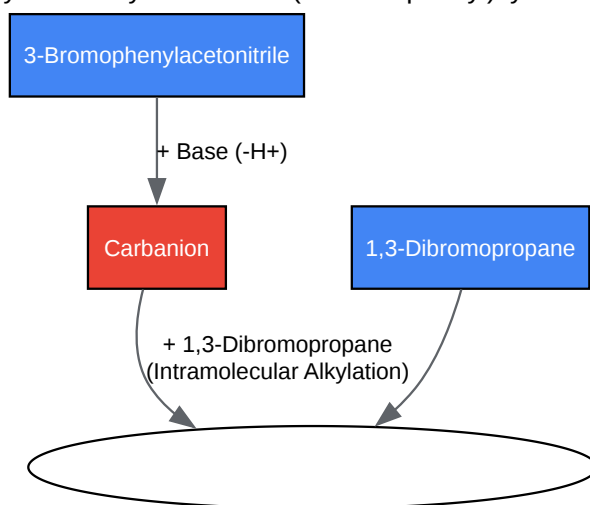 3-Bromophenylacetonitrile
+ Base (-H+)
Carbanion
1,3-Dibromopropane
+ 1,3-Dibromopropane
(Intramolecular Alkylation)